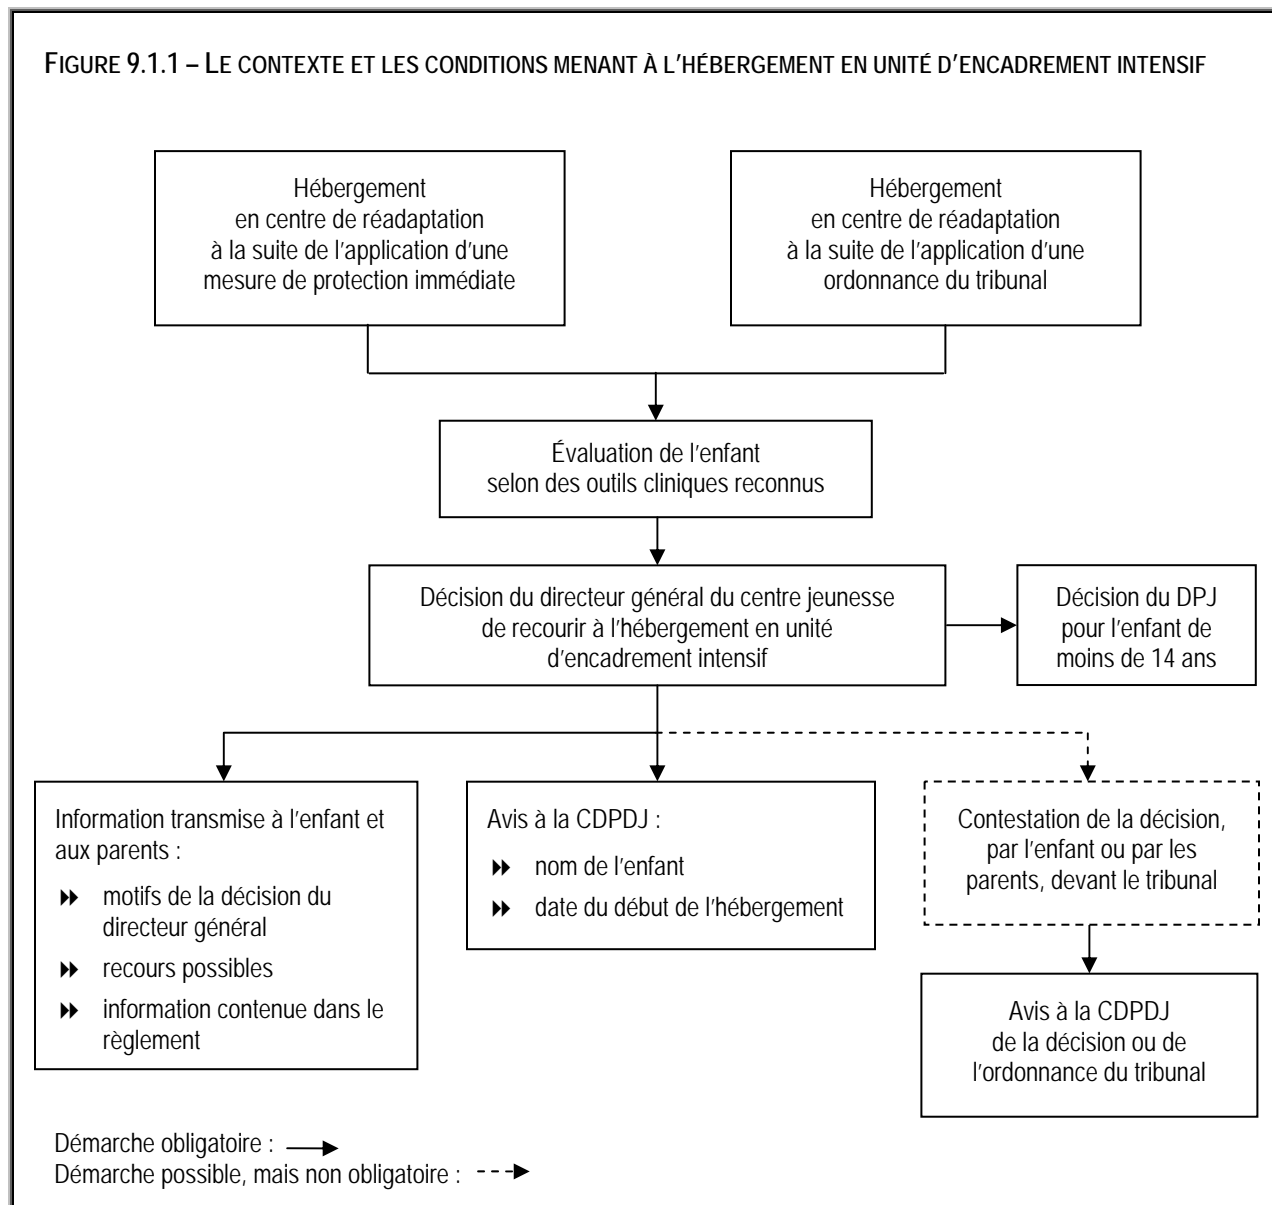 FIGURE 9.1.1 – LE CONTEXTE ET LES CONDITIONS MENANT À L'HÉBERGEMENT EN UNITÉ D'ENCADREMENT INTENSIF
Hébergement
en centre de réadaptation
à la suite de l'application d'une
mesure de protection immédiate
Hébergement
en centre de réadaptation
à la suite de l'application d'une
ordonnance du tribunal
Évaluation de l'enfant
selon des outils cliniques reconnus
Décision du directeur général du centre jeunesse
de recourir à l'hébergement en unité
d'encadrement intensif
Décision du DPJ
pour l'enfant de
moins de 14 ans
Information transmise à l'enfant et
aux parents :
motifs de la décision du
directeur général
recours possibles
information contenue dans le
règlement
Avis à la CDPDJ :
nom de l'enfant
date du début de l'hébergement
Contestation de la décision,
par l'enfant ou par les
parents, devant le tribunal
Avis à la CDPDJ
de la décision ou de
l'ordonnance du tribunal
Démarche obligatoire :
Démarche possible, mais non obligatoire :